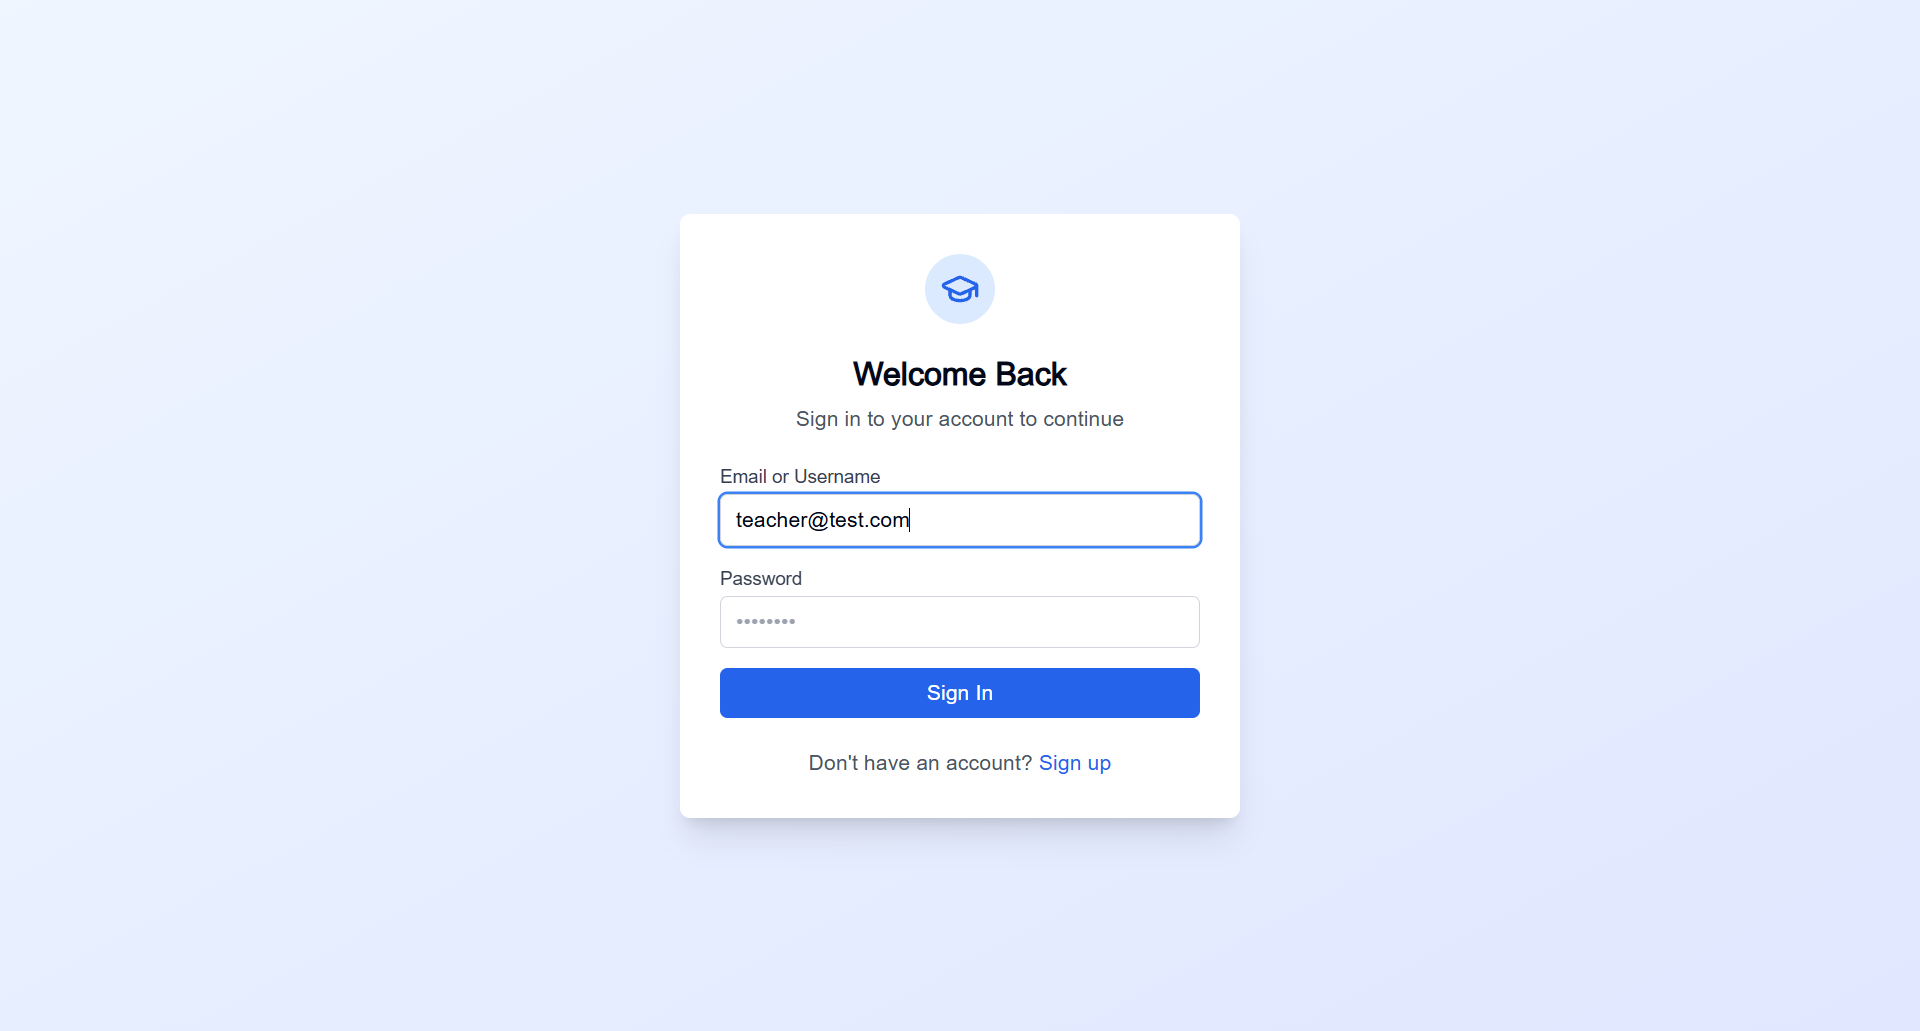 Welcome Back
Sign in to your account to continue
Email or Username
teacher@test.com
Password
••••••••
Sign In
Don't have an account? Sign up